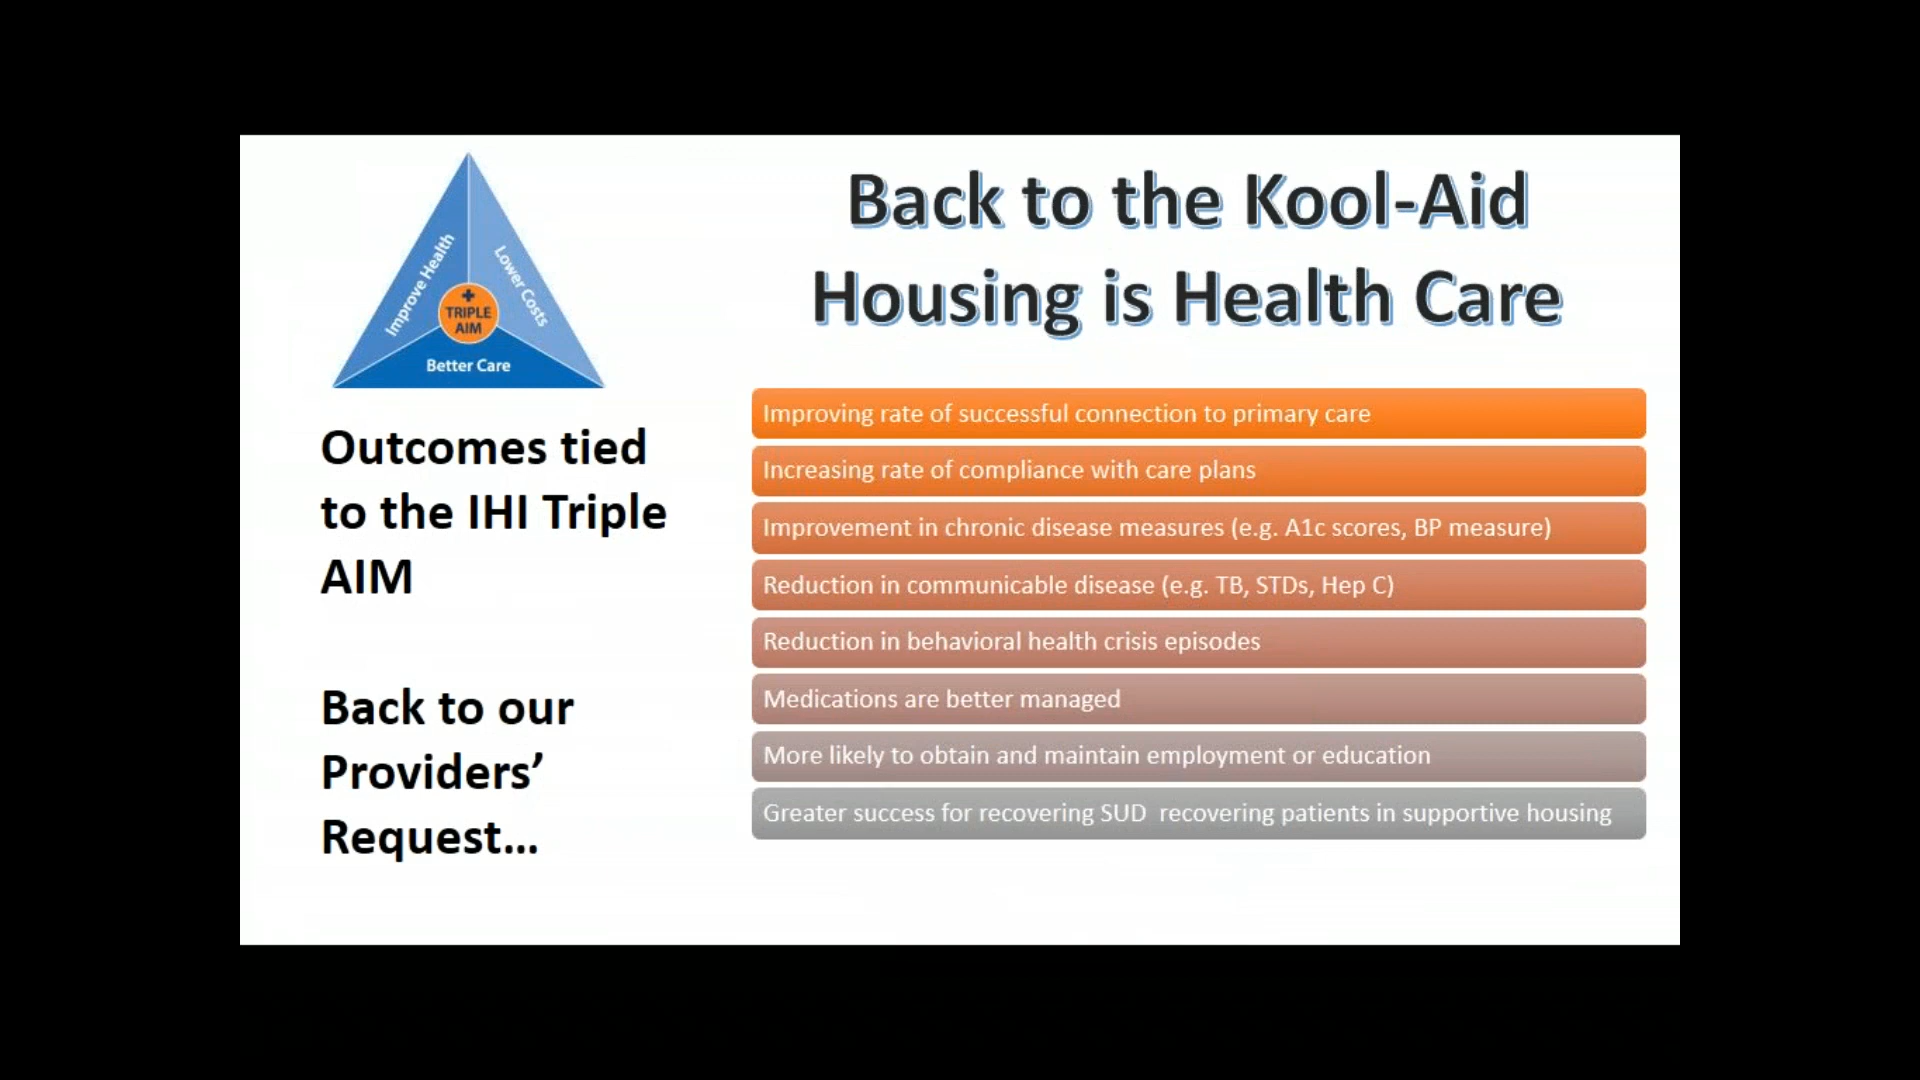 Back to the Kool-Aid
Housing is Health Care
Improve Health
Lower Costs
+
TRIPLE
AIM
Better Care
Outcomes tied
to the IHI Triple
AIM
Back to our
Providers’
Request...
Improving rate of successful connection to primary care
Increasing rate of compliance with care plans
Improvement in chronic disease measures (e.g. A1c scores, BP measure)
Reduction in communicable disease (e.g. TB, STDs, Hep C)
Reduction in behavioral health crisis episodes
Medications are better managed
More likely to obtain and maintain employment or education
Greater success for recovering SUD  recovering patients in supportive housing